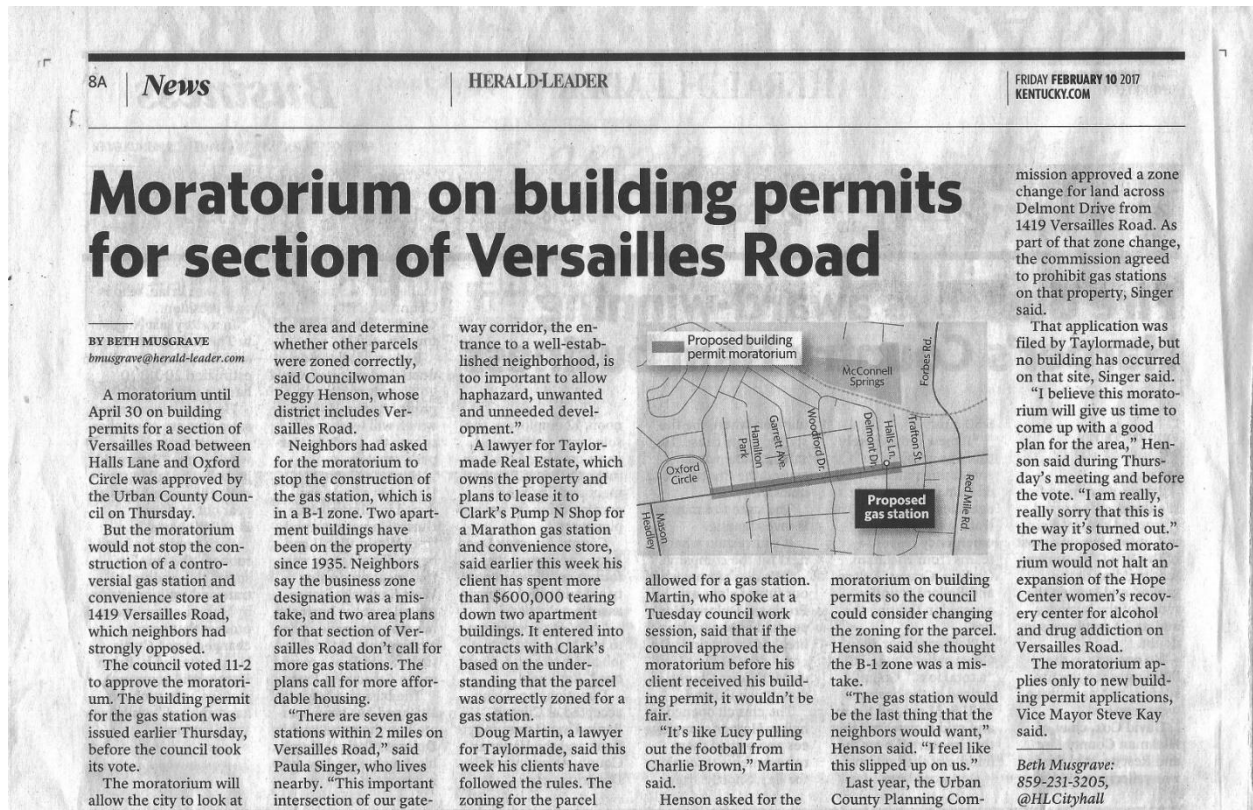 8A
News
HERALD-LEADER
FRIDAY FEBRUARY 10 2017
KENTUCKY.COM
Moratorium on building permits
for section of Versailles Road
BY BETH MUSGRAVE
bmusgrave@herald-leader.com
A moratorium until
April 30 on building
permits for a section of
Versailles Road between
Halls Lane and Oxford
Circle was approved by
the Urban County Coun-
cil on Thursday.
But the moratorium
would not stop the con-
struction of a contro-
versial gas station and
convenience store at
1419 Versailles Road,
which neighbors had
strongly opposed.
The council voted 11-2
to approve the moratori-
um. The building permit
for the gas station was
issued earlier Thursday,
before the council took
its vote.
The moratorium will
allow the city to look at
the area and determine
whether other parcels
were zoned correctly,
said Councilwoman
Peggy Henson, whose
district includes Ver-
sailles Road.
Neighbors had asked
for the moratorium to
stop the construction of
the gas station, which is
in a B-1 zone. Two apart-
ment buildings have
been on the property
since 1935. Neighbors
say the business zone
designation was a mis-
take, and two area plans
for that section of Ver-
sailles Road don't call for
more gas stations. The
plans call for more affor-
dable housing.
"There are seven gas
stations within 2 miles on
Versailles Road," said
Paula Singer, who lives
nearby. "This important
intersection of our gate-
way corridor, the en-
trance to a well-estab-
lished neighborhood, is
too important to allow
haphazard, unwanted
and unneeded devel-
opment."
A lawyer for Taylor-
made Real Estate, which
owns the property and
plans to lease it to
Clark's Pump N Shop for
a Marathon gas station
and convenience store,
said earlier this week his
client has spent more
than $600,000 tearing
down two apartment
buildings. It entered into
contracts with Clark's
based on the under-
standing that the parcel
was correctly zoned for a
gas station.
Doug Martin, a lawyer
for Taylormade, said this
week his clients have
followed the rules. The
zoning for the parcel
Proposed building
permit moratorium
McConnell
Springs
Forbes Rd.
Oxford
Circle
Hamilton
Park
Garrett Ave.
Woodford Dr.
Delmont Dr.
Halls Ln.
Trafton St.
Proposed
gas station
Red Mile Rd.
Mason
Headley
allowed for a gas station.
Martin, who spoke at a
Tuesday council work
session, said that if the
council approved the
moratorium before his
client received his build-
ing permit, it wouldn't be
fair.
"It's like Lucy pulling
out the football from
Charlie Brown," Martin
said.
Henson asked for the
moratorium on building
permits so the council
could consider changing
the zoning for the parcel.
Henson said she thought
the B-1 zone was a mis-
take.
"The gas station would
be the last thing that the
neighbors would want,"
Henson said. "I feel like
this slipped up on us."
Last year, the Urban
County Planning Com-
mission approved a zone
change for land across
Delmont Drive from
1419 Versailles Road. As
part of that zone change,
the commission agreed
to prohibit gas stations
on that property, Singer
said.
That application was
filed by Taylormade, but
no building has occurred
on that site, Singer said.
"I believe this morato-
rium will give us time to
come up with a good
plan for the area," Hen-
son said during Thurs-
day's meeting and before
the vote. "I am really,
really sorry that this is
the way it's turned out."
The proposed morato-
rium would not halt an
expansion of the Hope
Center women's recov-
ery center for alcohol
and drug addiction on
Versailles Road.
The moratorium ap-
plies only to new build-
ing permit applications,
Vice Mayor Steve Kay
said.
Beth Musgrave:
859-231-3205,
@HLCityhall